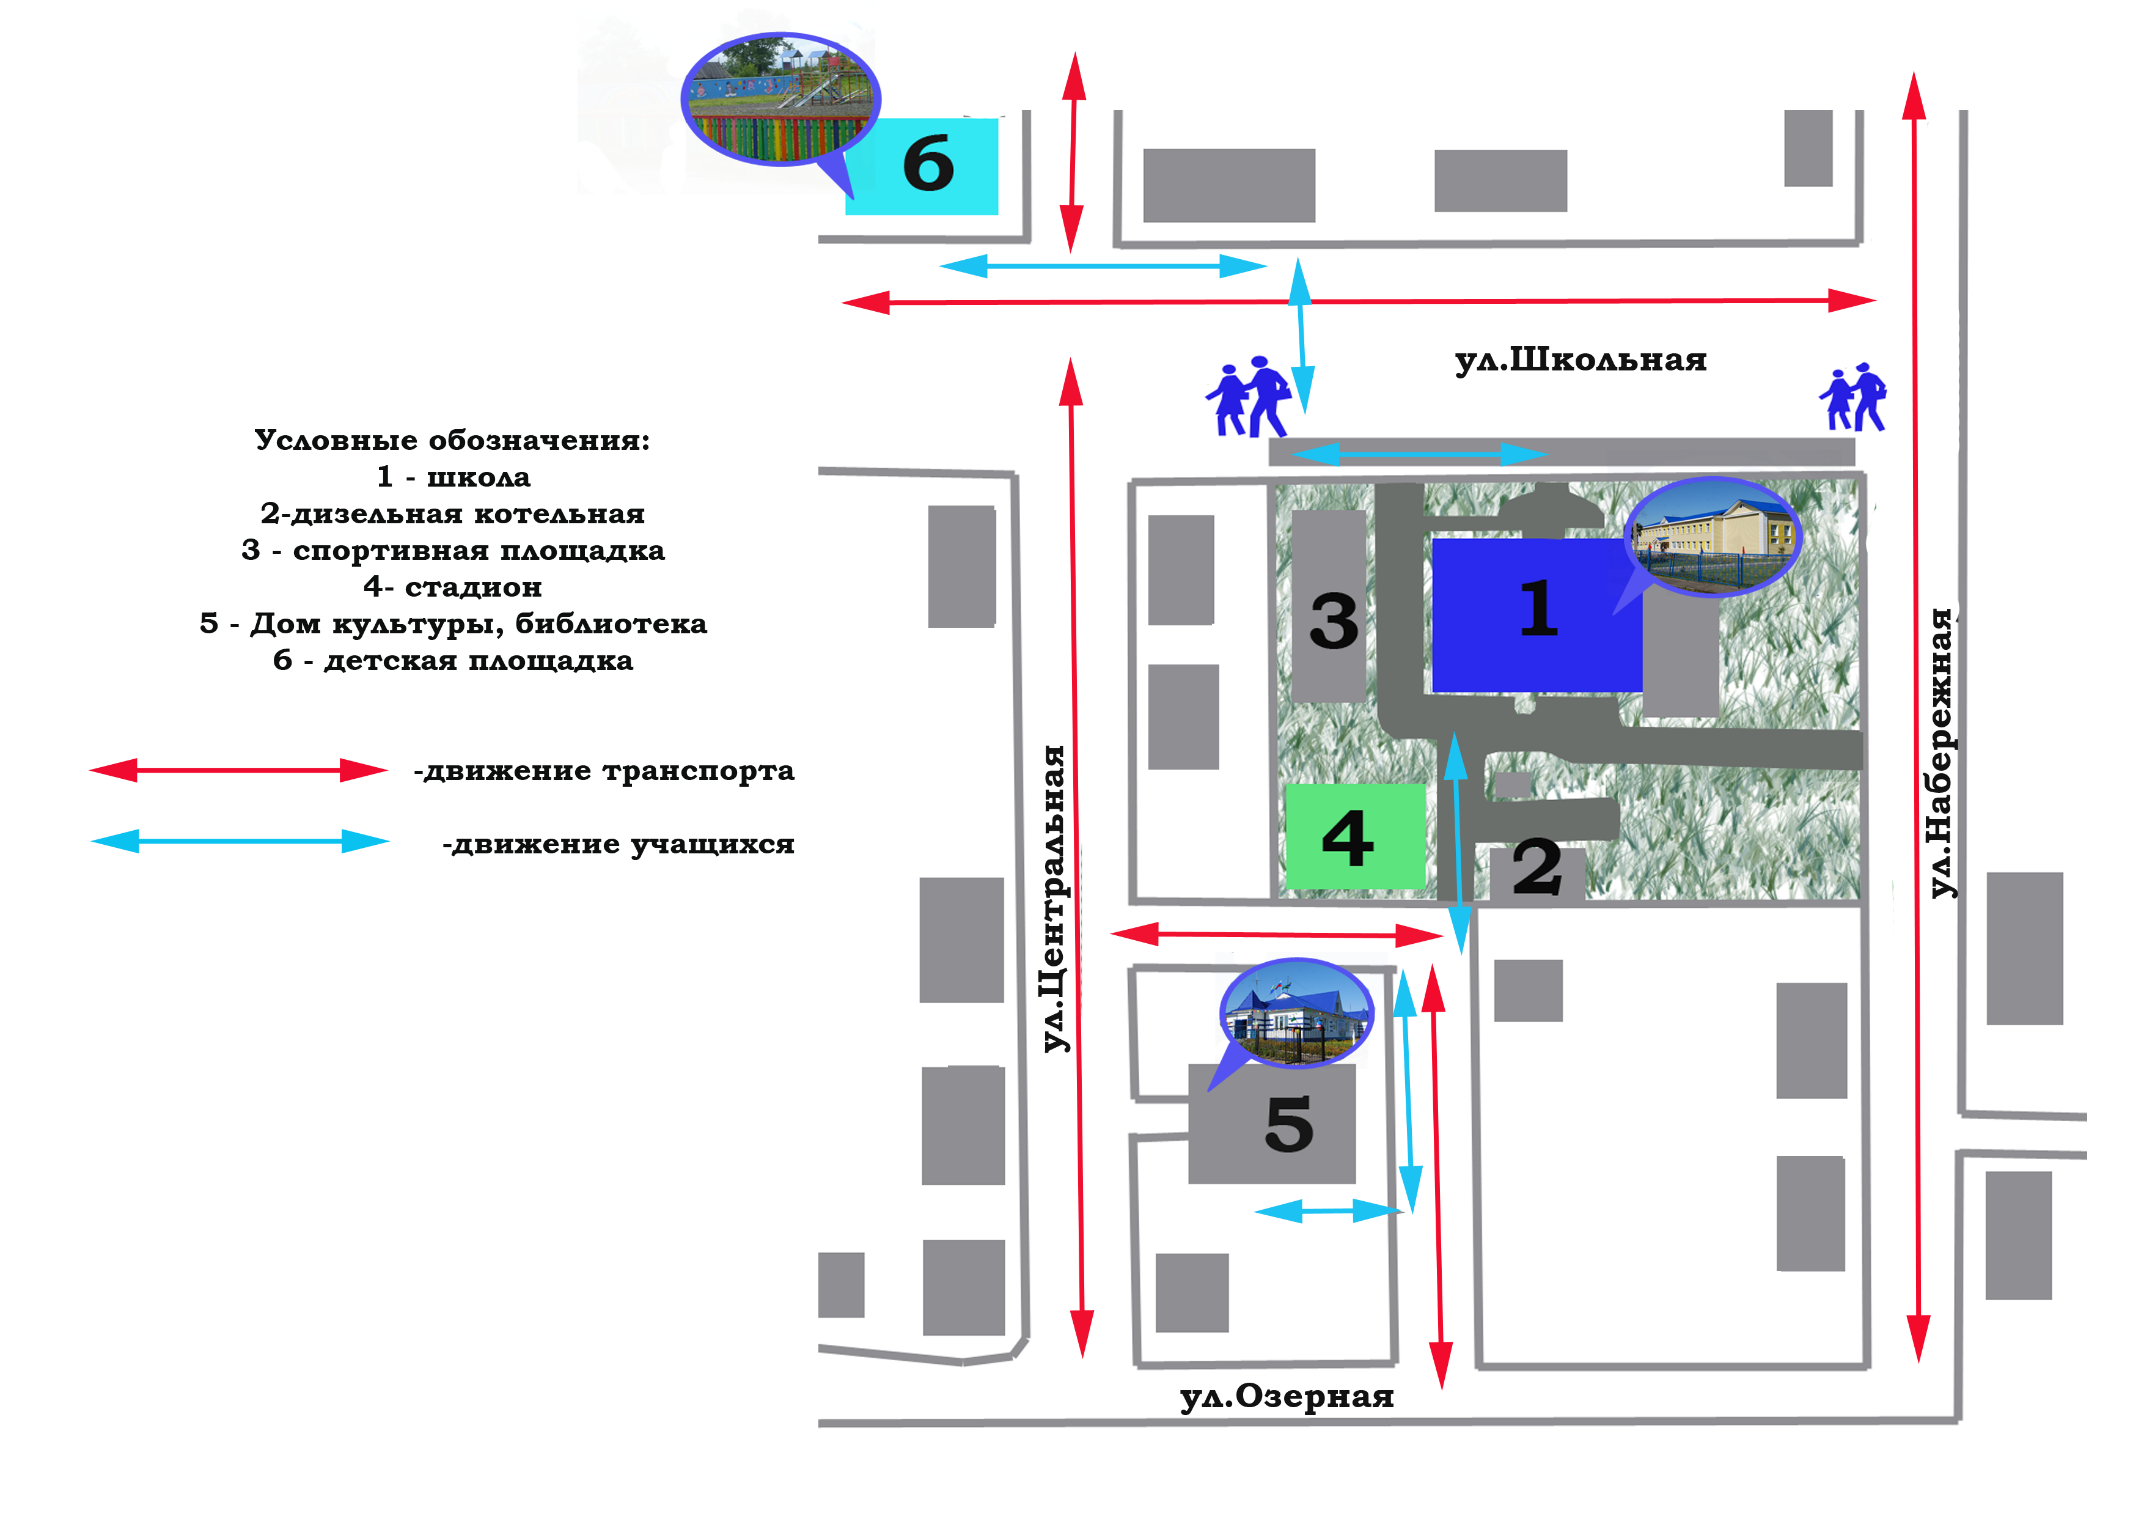 6
ул.Школьная
Условные обозначения:
1 - школа
2-дизельная котельная
3 - спортивная площадка
4- стадион
5 - Дом культуры, библиотека
6 - детская площадка
-движение транспорта
-движение учащихся
1
3
4
2
ул.Центральная
ул.Набережная
5
ул.Озерная